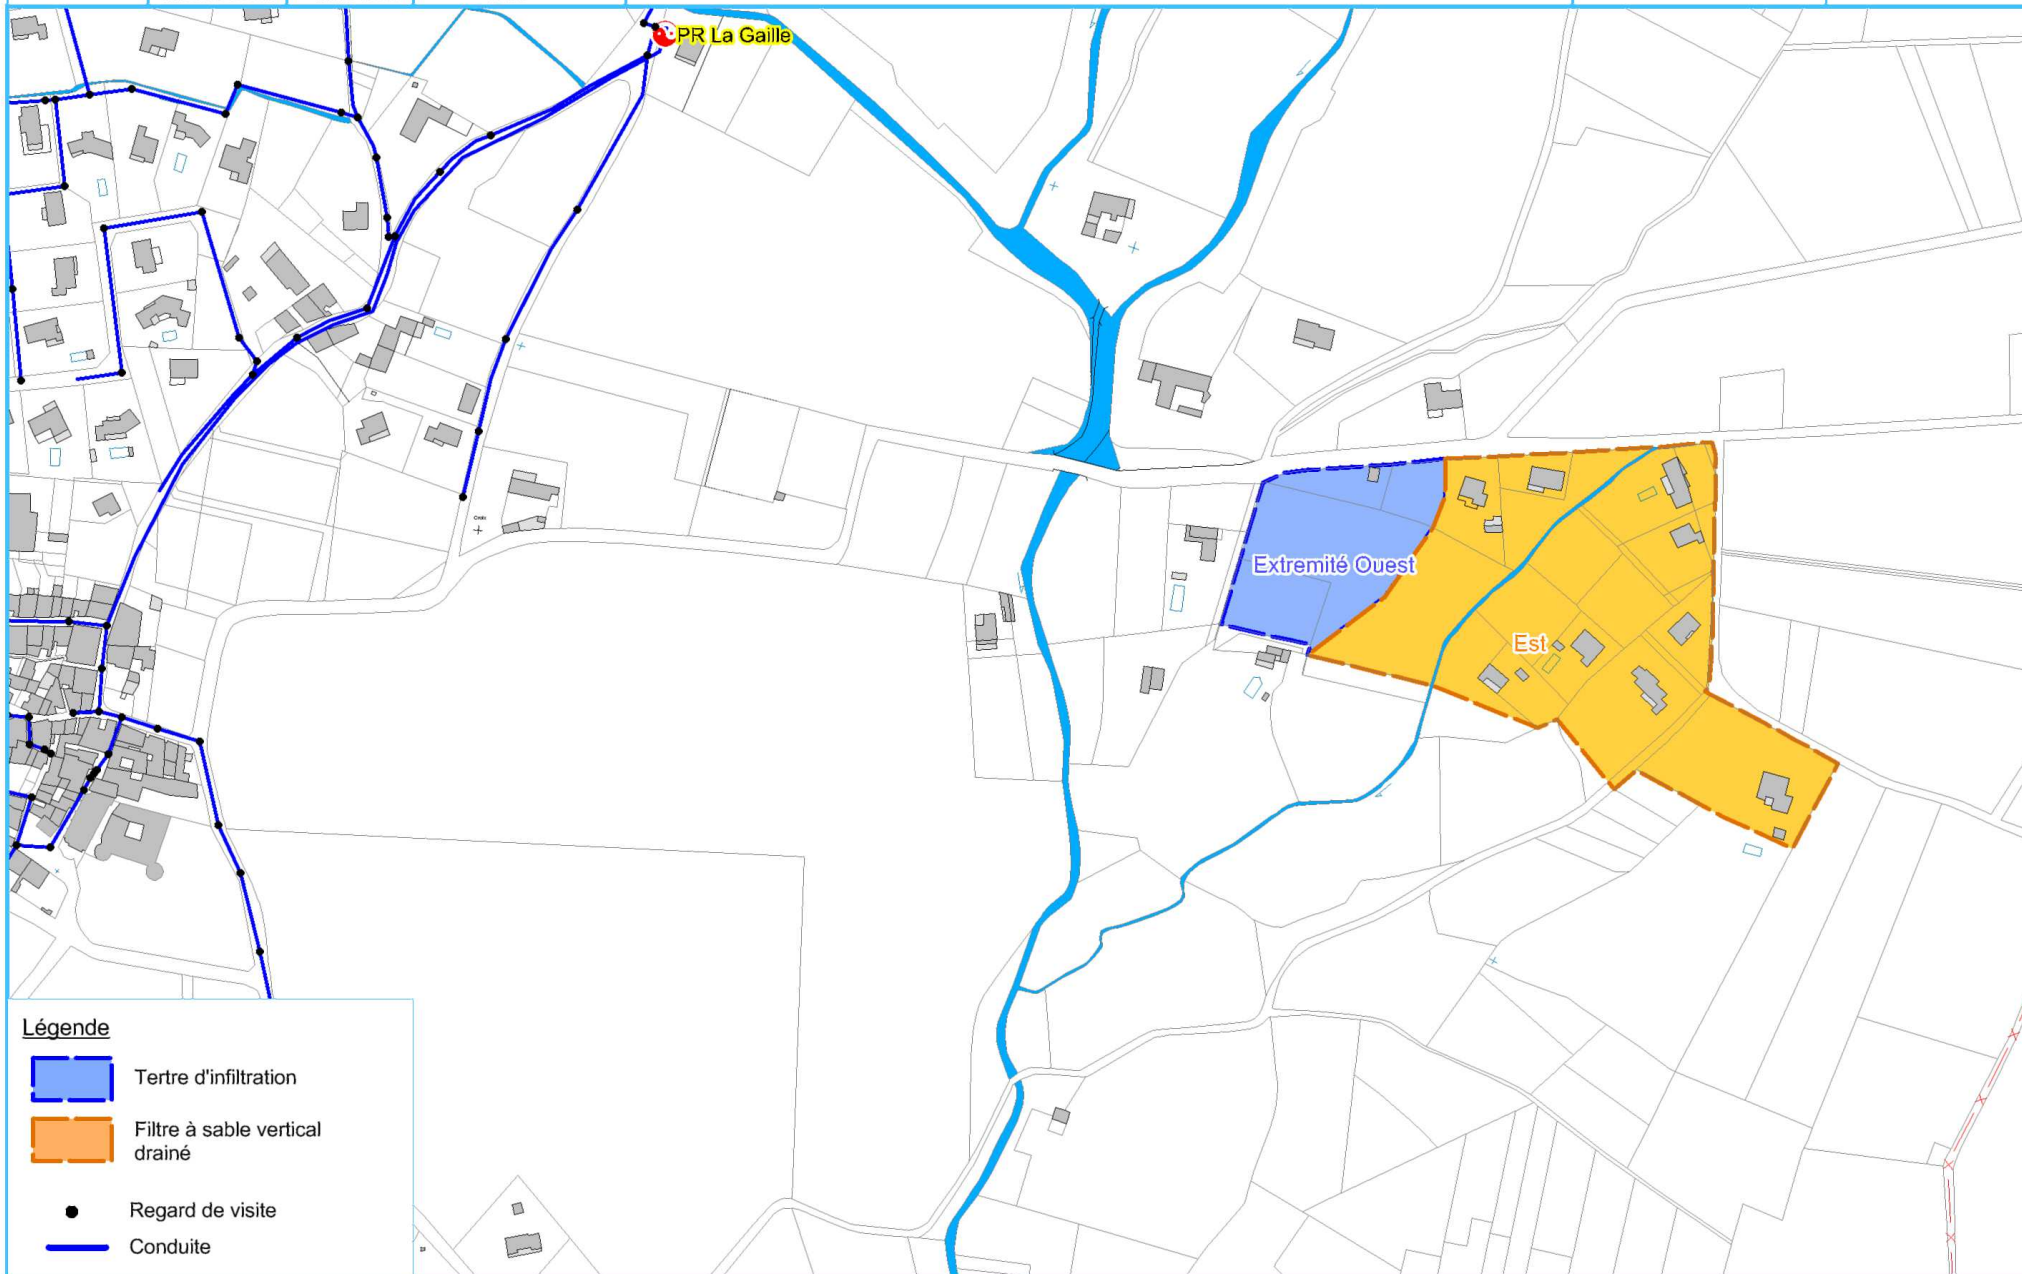 PR La Gaille
Extremité Ouest
Est
Légende
Tertre d'infiltration
Filtre à sable vertical
drainé
Regard de visite
Conduite